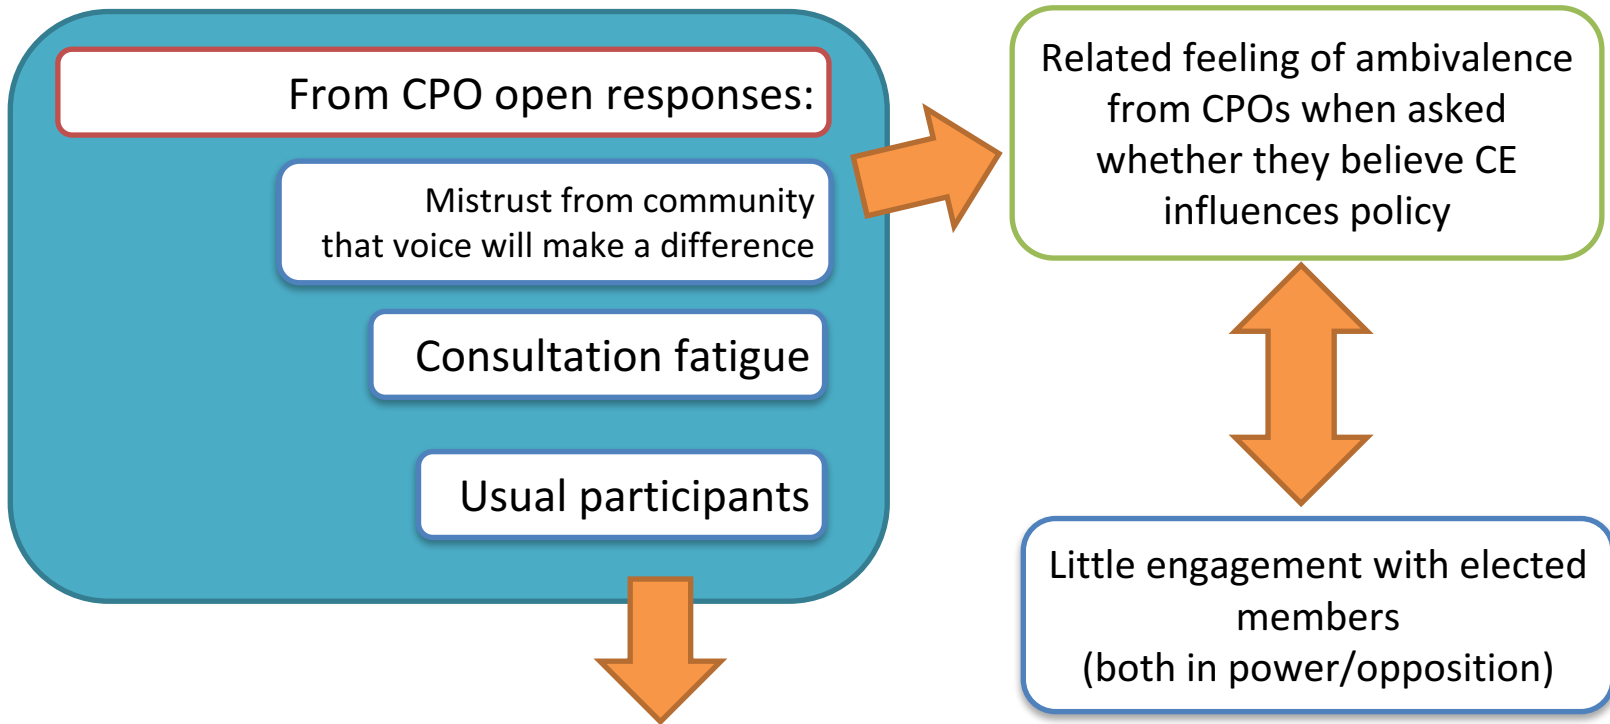 From CPO open responses:
Mistrust from community
that voice will make a difference
Consultation fatigue
Usual participants
Related feeling of ambivalence
from CPOs when asked
whether they believe CE
influences policy
Little engagement with elected
members
(both in power/opposition)